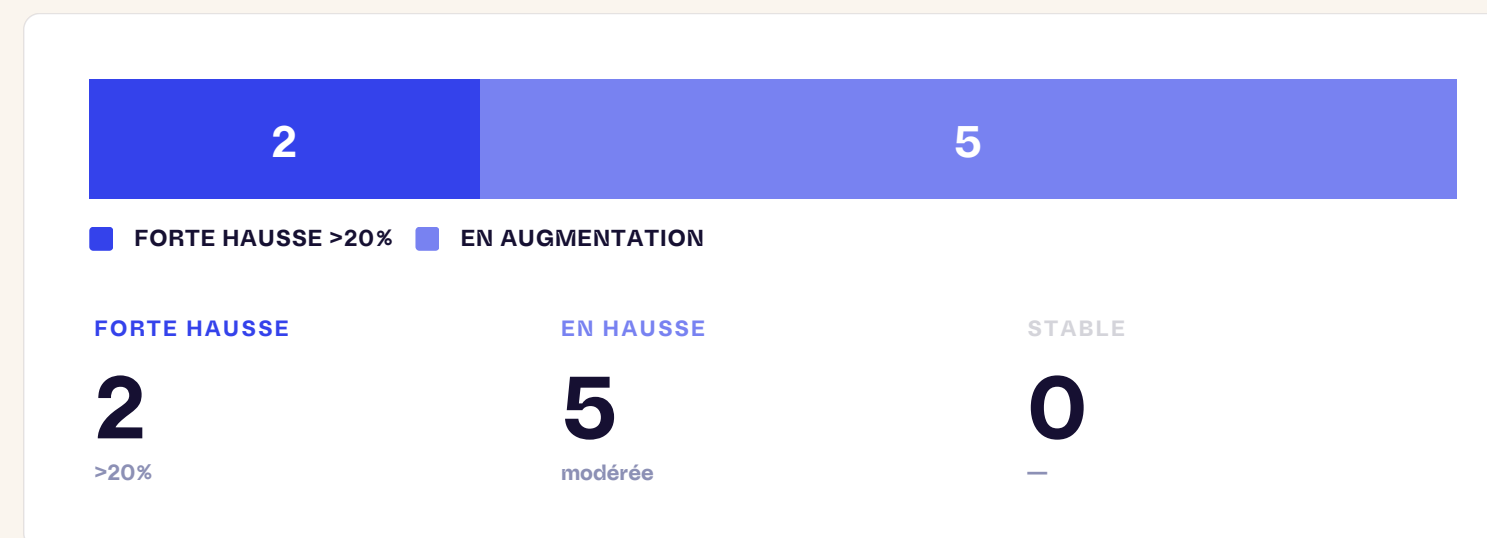 2 5
FORTE HAUSSE >20% EN AUGMENTATION
FORTE HAUSSE EN HAUSSE STABLE
2 5 0
>20% modérée —